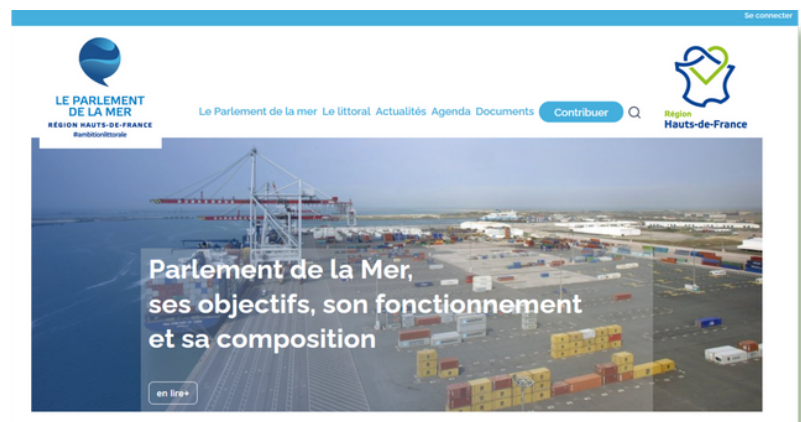 Se connecter
LE PARLEMENT
DE LA MER
RÉGION HAUTS-DE-FRANCE
#ambitionlittorale
Le Parlement de la mer Le littoral Actualités Agenda Documents Contribuer
Région
Hauts-de-France
Parlement de la Mer,
ses objectifs, son fonctionnement
et sa composition
en lire+